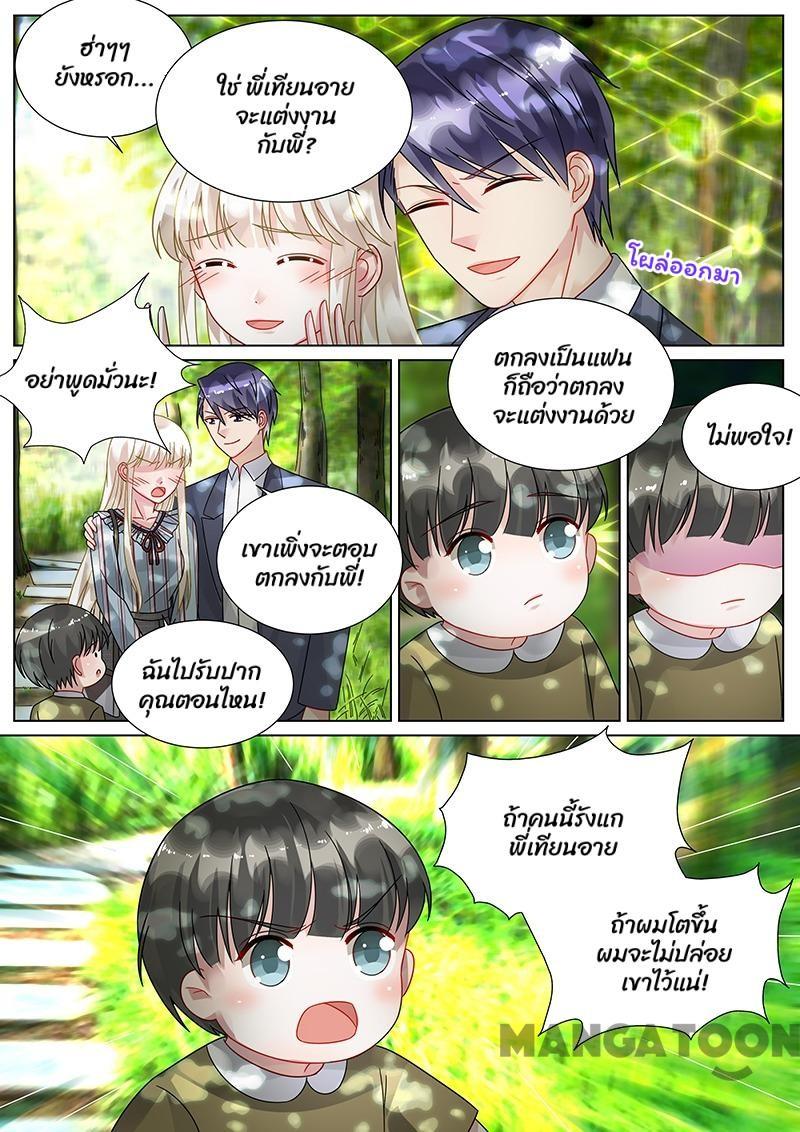 ฮ่าๆๆ
ยังหรอก...
ใช่ พี่เทียนอาย
จะแต่งงาน
กับพี่?
โผล่ออกมา
อย่าพูดมั่วนะ!
เขาเพิ่งจะตอบ
ตกลงกับพี่!
ฉันไปรับปาก
คุณตอนไหน!
ตกลงเป็นแฟน
ก็ถือว่าตกลง
จะแต่งงานด้วย
ไม่พอใจ!
ถ้าคนนี้รังแก
พี่เทียนอาย
ถ้าผมโตขึ้น
ผมจะไม่ปล่อย
เขาไว้แน่!
MANGATOON